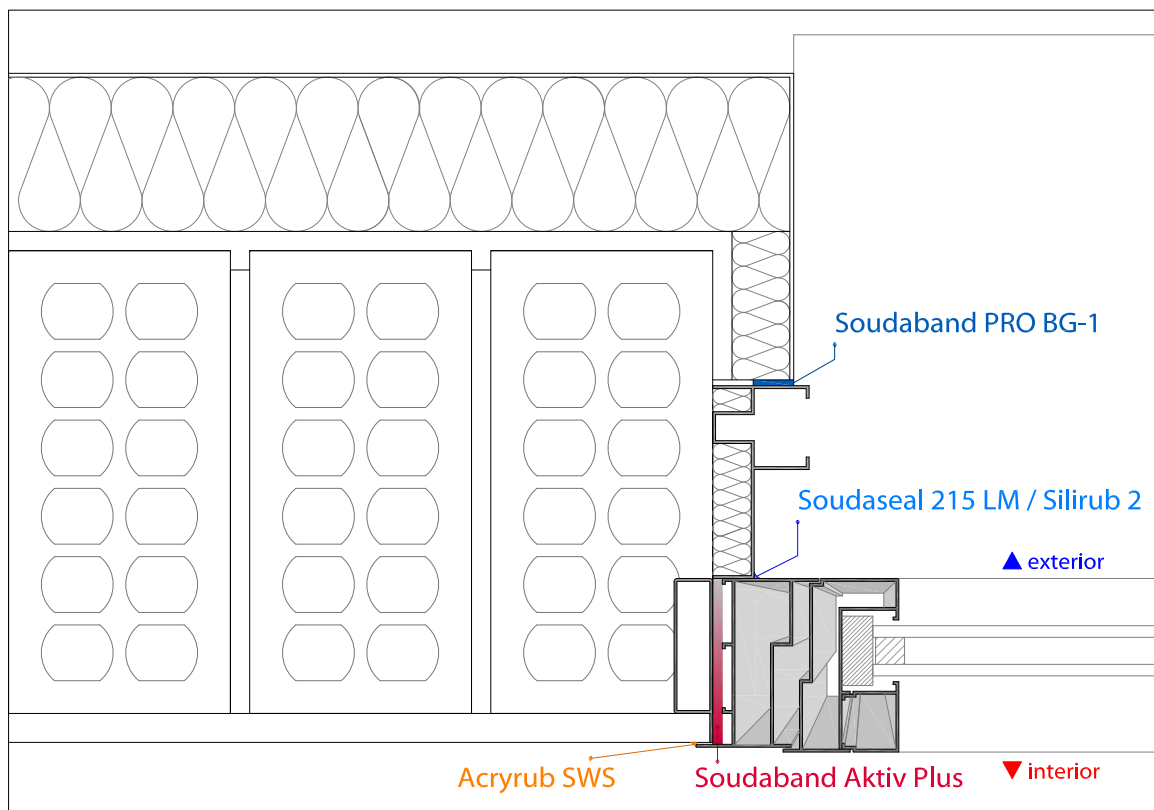 Soudaband PRO BG-1
Soudaseal 215 LM / Silirub 2
▲ exterior
Acryrub SWS
Soudaband Aktiv Plus
▼ interior